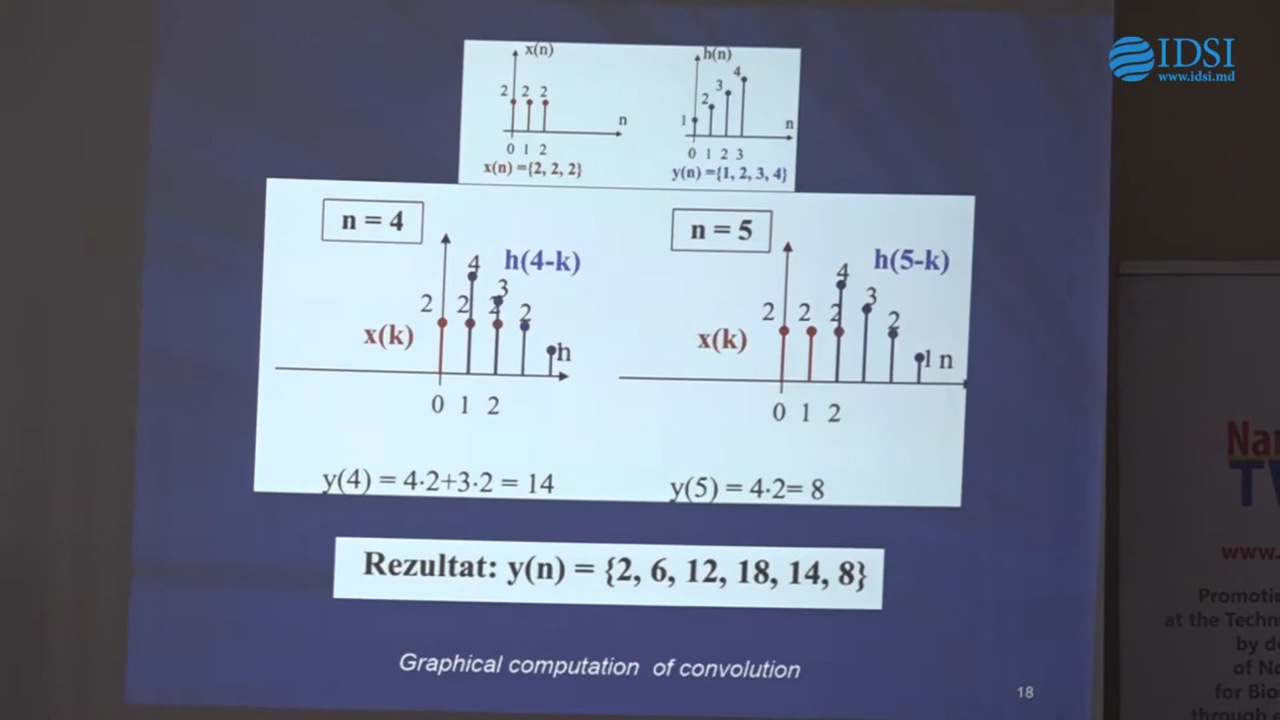 IDSI
www.idsi.md
x(n)
2 2 2
n
0 1 2
x(n) ={2, 2, 2}
h(n)
4
3
2
1
n
0 1 2 3
y(n) ={1, 2, 3, 4}
n = 4
h(4-k)
4
3
2 2 2 2
x(k)
h
0 1 2
y(4) = 4·2+3·2 = 14
n = 5
h(5-k)
4
3
2 2 2 2
x(k)
1 n
0 1 2
y(5) = 4·2= 8
Rezultat: y(n) = {2, 6, 12, 18, 14, 8}
Graphical computation of convolution
18
www.
at the
by
of
for Bio
through